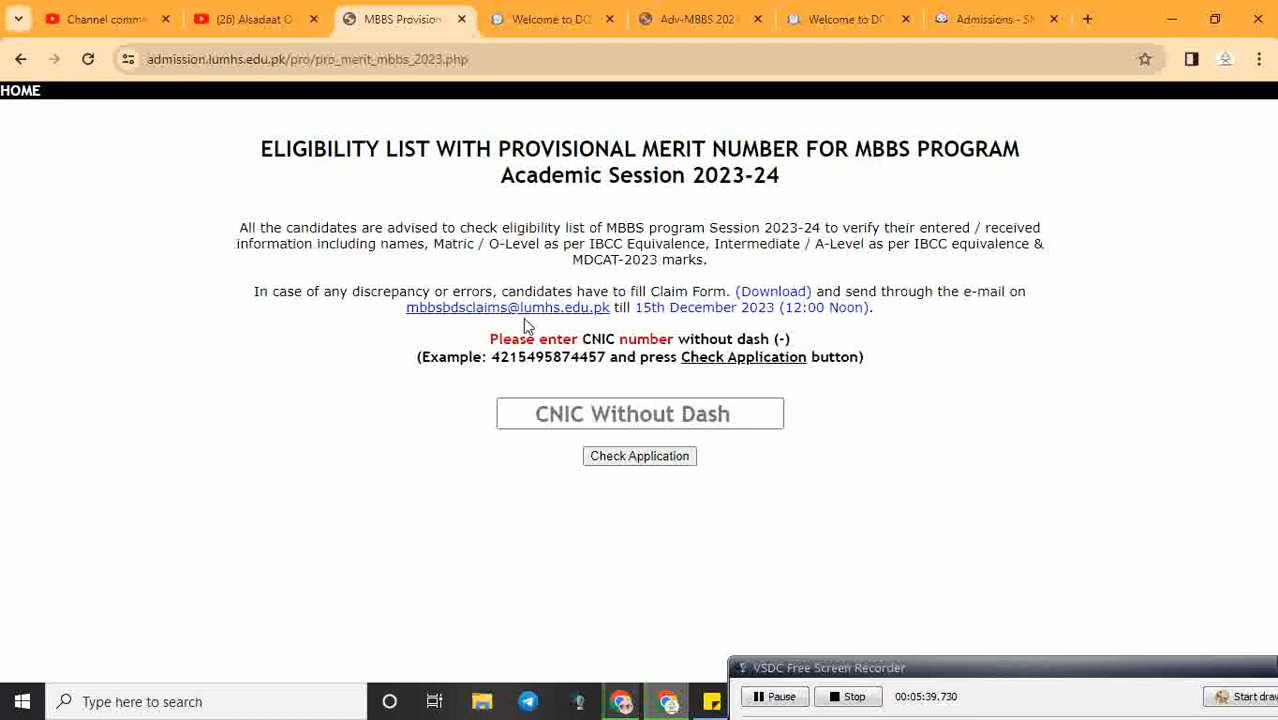 Channel comm
(26) Alsadaat O
MBBS Provision
Welcome to DO
Adv-MBBS 202
Welcome to DO
Admissions - SM
admission.lumhs.edu.pk/pro/pro_merit_mbbs_2023.php
HOME
ELIGIBILITY LIST WITH PROVISIONAL MERIT NUMBER FOR MBBS PROGRAM
Academic Session 2023-24
All the candidates are advised to check eligibility list of MBBS program Session 2023-24 to verify their entered / received
information including names, Matric / O-Level as per IBCC Equivalence, Intermediate / A-Level as per IBCC equivalence &
MDCAT-2023 marks.
In case of any discrepancy or errors, candidates have to fill Claim Form. (Download) and send through the e-mail on
mbbsbdsclaims@lumhs.edu.pk till 15th December 2023 (12:00 Noon).
Please enter CNIC number without dash (-)
(Example: 4215495874457 and press Check Application button)
CNIC Without Dash
Check Application
VSDC Free Screen Recorder
Pause Stop 00:05:39.730 Start draw
Type here to search